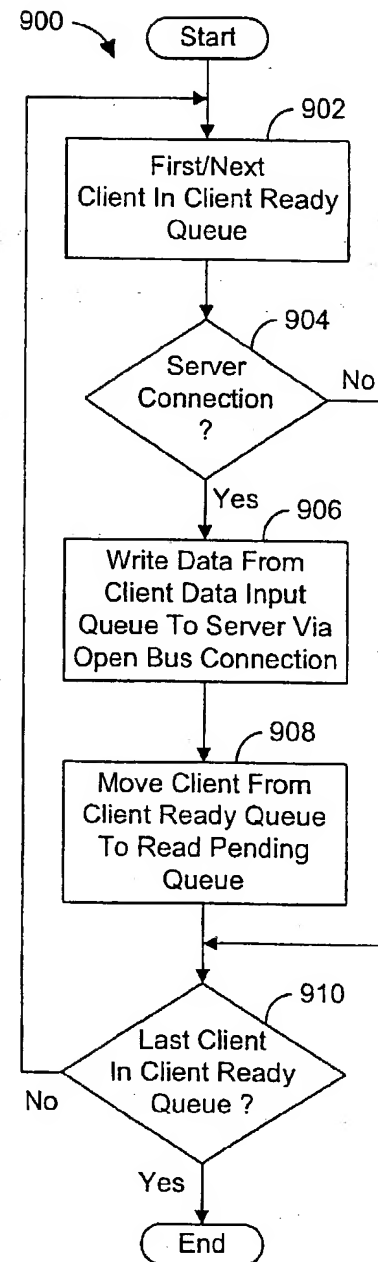 900
Start
902
First/Next
Client In Client Ready
Queue
904
Server
Connection
?
No
Yes
906
Write Data From
Client Data Input
Queue To Server Via
Open Bus Connection
908
Move Client From
Client Ready Queue
To Read Pending
Queue
910
Last Client
In Client Ready
Queue ?
No
Yes
End